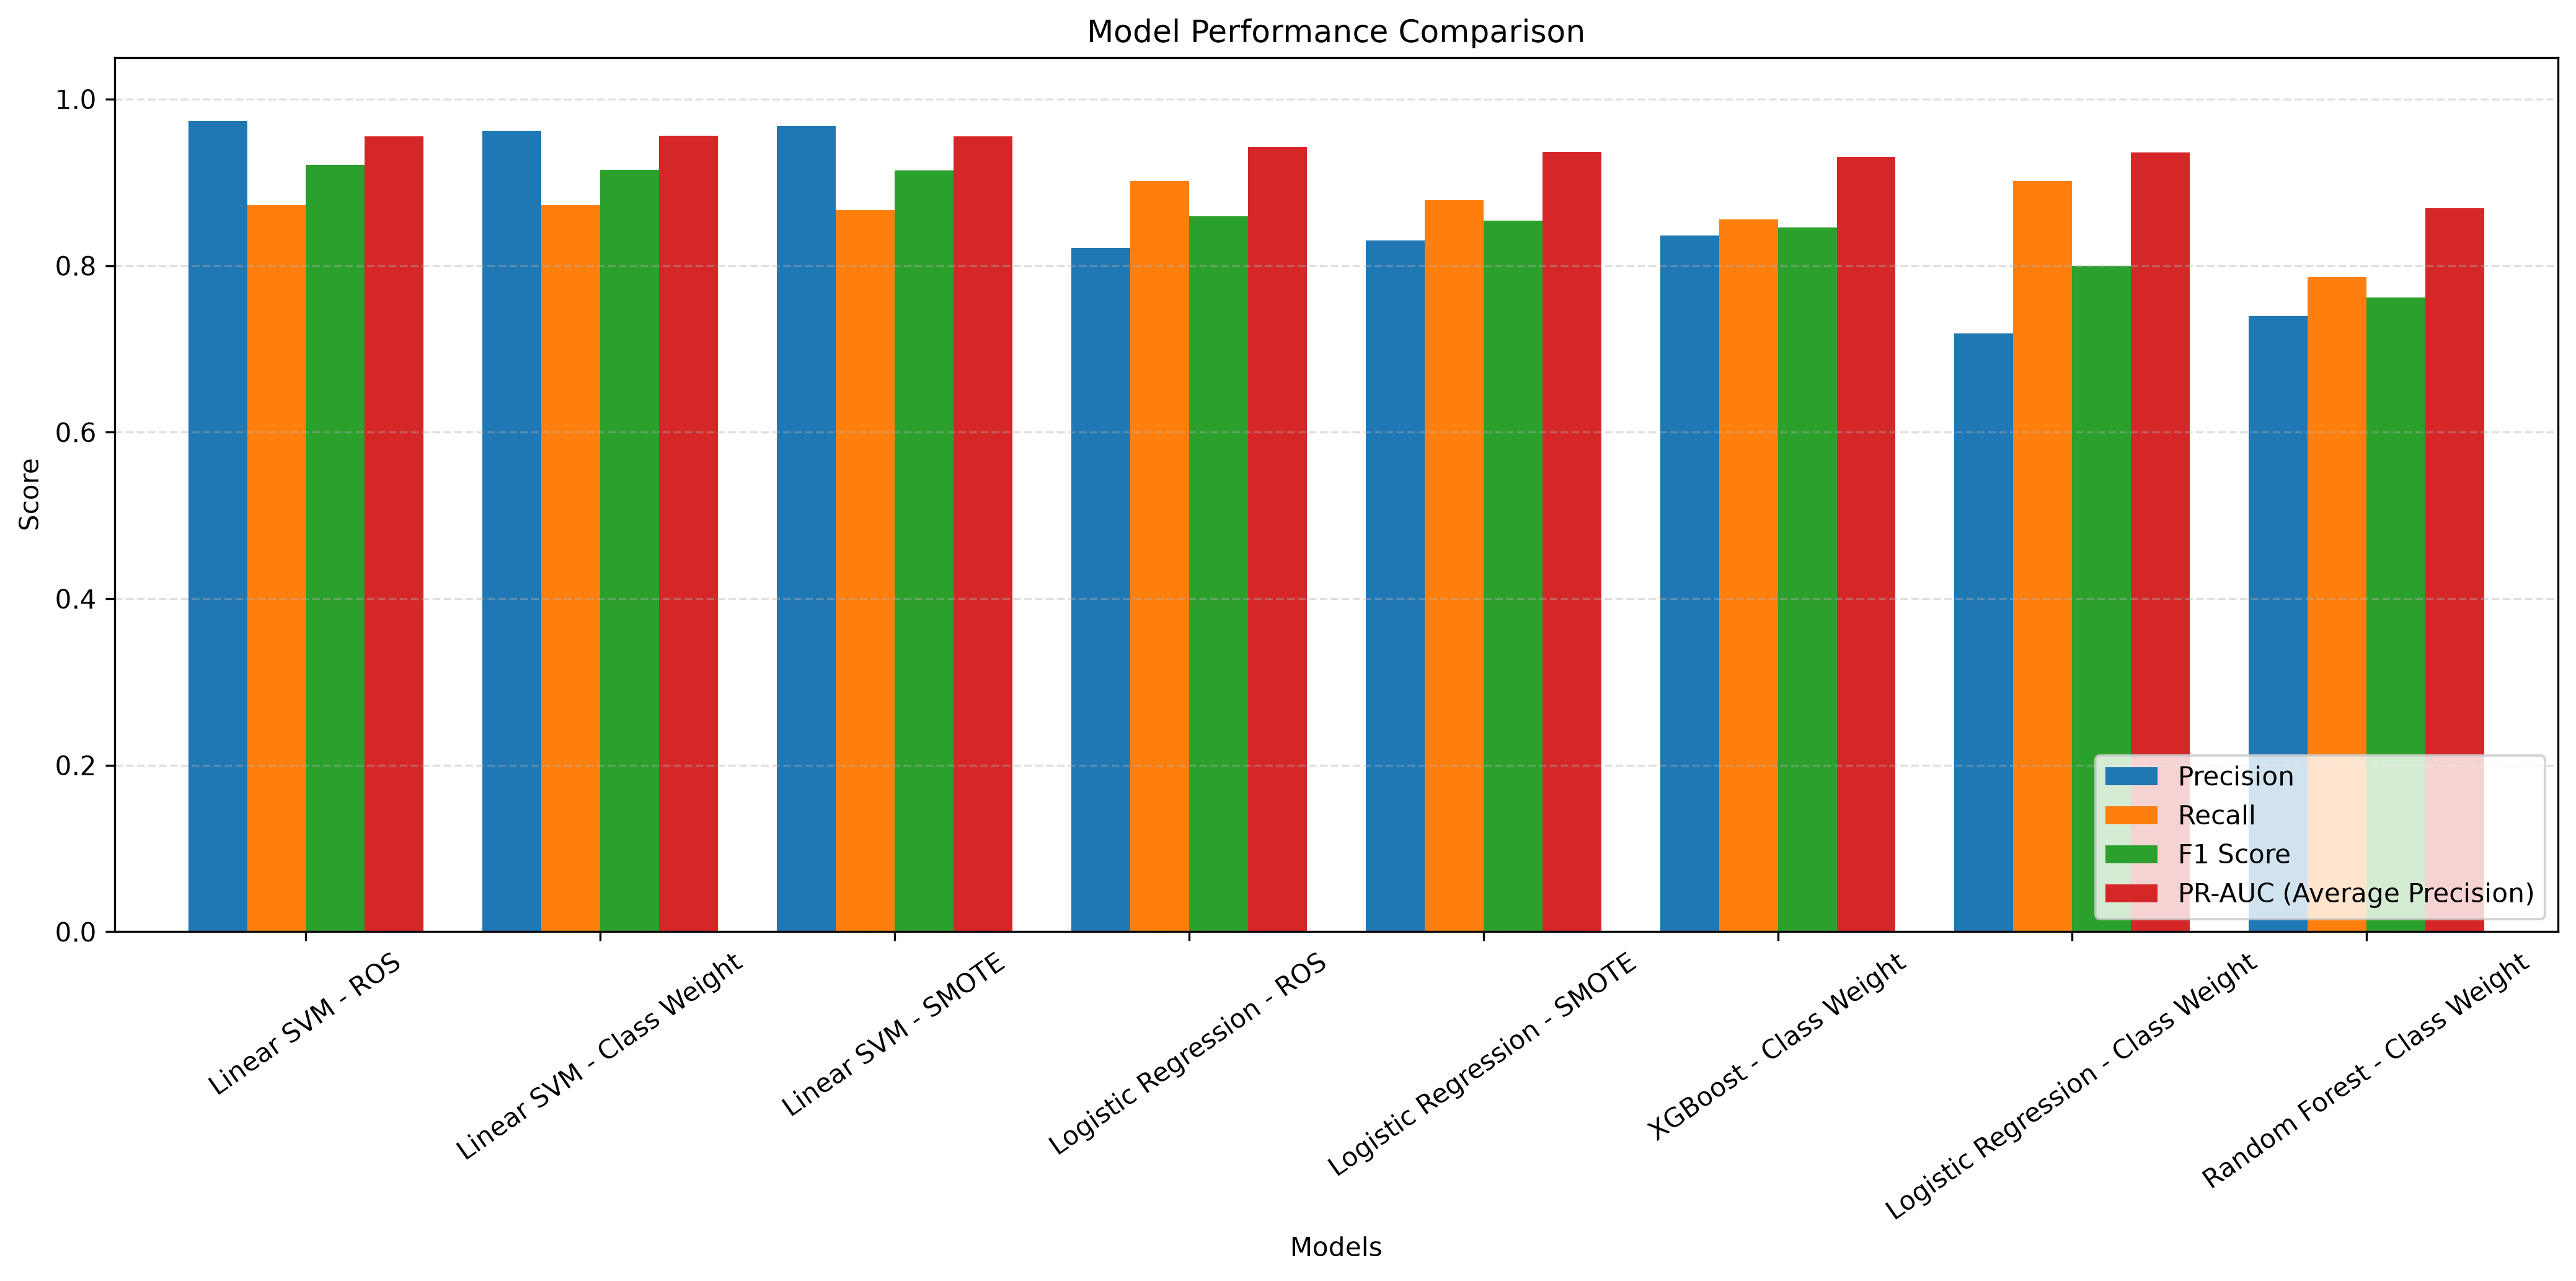 Model Performance Comparison
1.0
0.8
0.6
0.4
0.2
0.0
Score
Precision
Recall
F1 Score
PR-AUC (Average Precision)
Linear SVM - ROS
Linear SVM - Class Weight
Linear SVM - SMOTE
Logistic Regression - ROS
Logistic Regression - SMOTE
XGBoost - Class Weight
Logistic Regression - Class Weight
Random Forest - Class Weight
Models